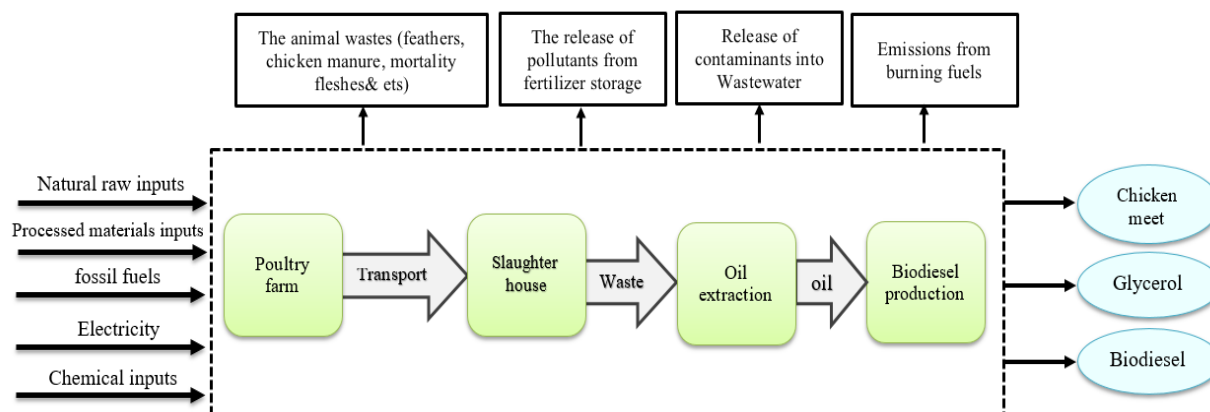 The animal wastes (feathers,
chicken manure, mortality
fleshes& ets)
The release of
pollutants from
fertilizer storage
Release of
contaminants into
Wastewater
Emissions from
burning fuels
Natural raw inputs
Processed materials inputs
fossil fuels
Electricity
Chemical inputs
Poultry
farm
Transport
Slaughter
house
Waste
Oil
extraction
oil
Biodiesel
production
Chicken
meet
Glycerol
Biodiesel